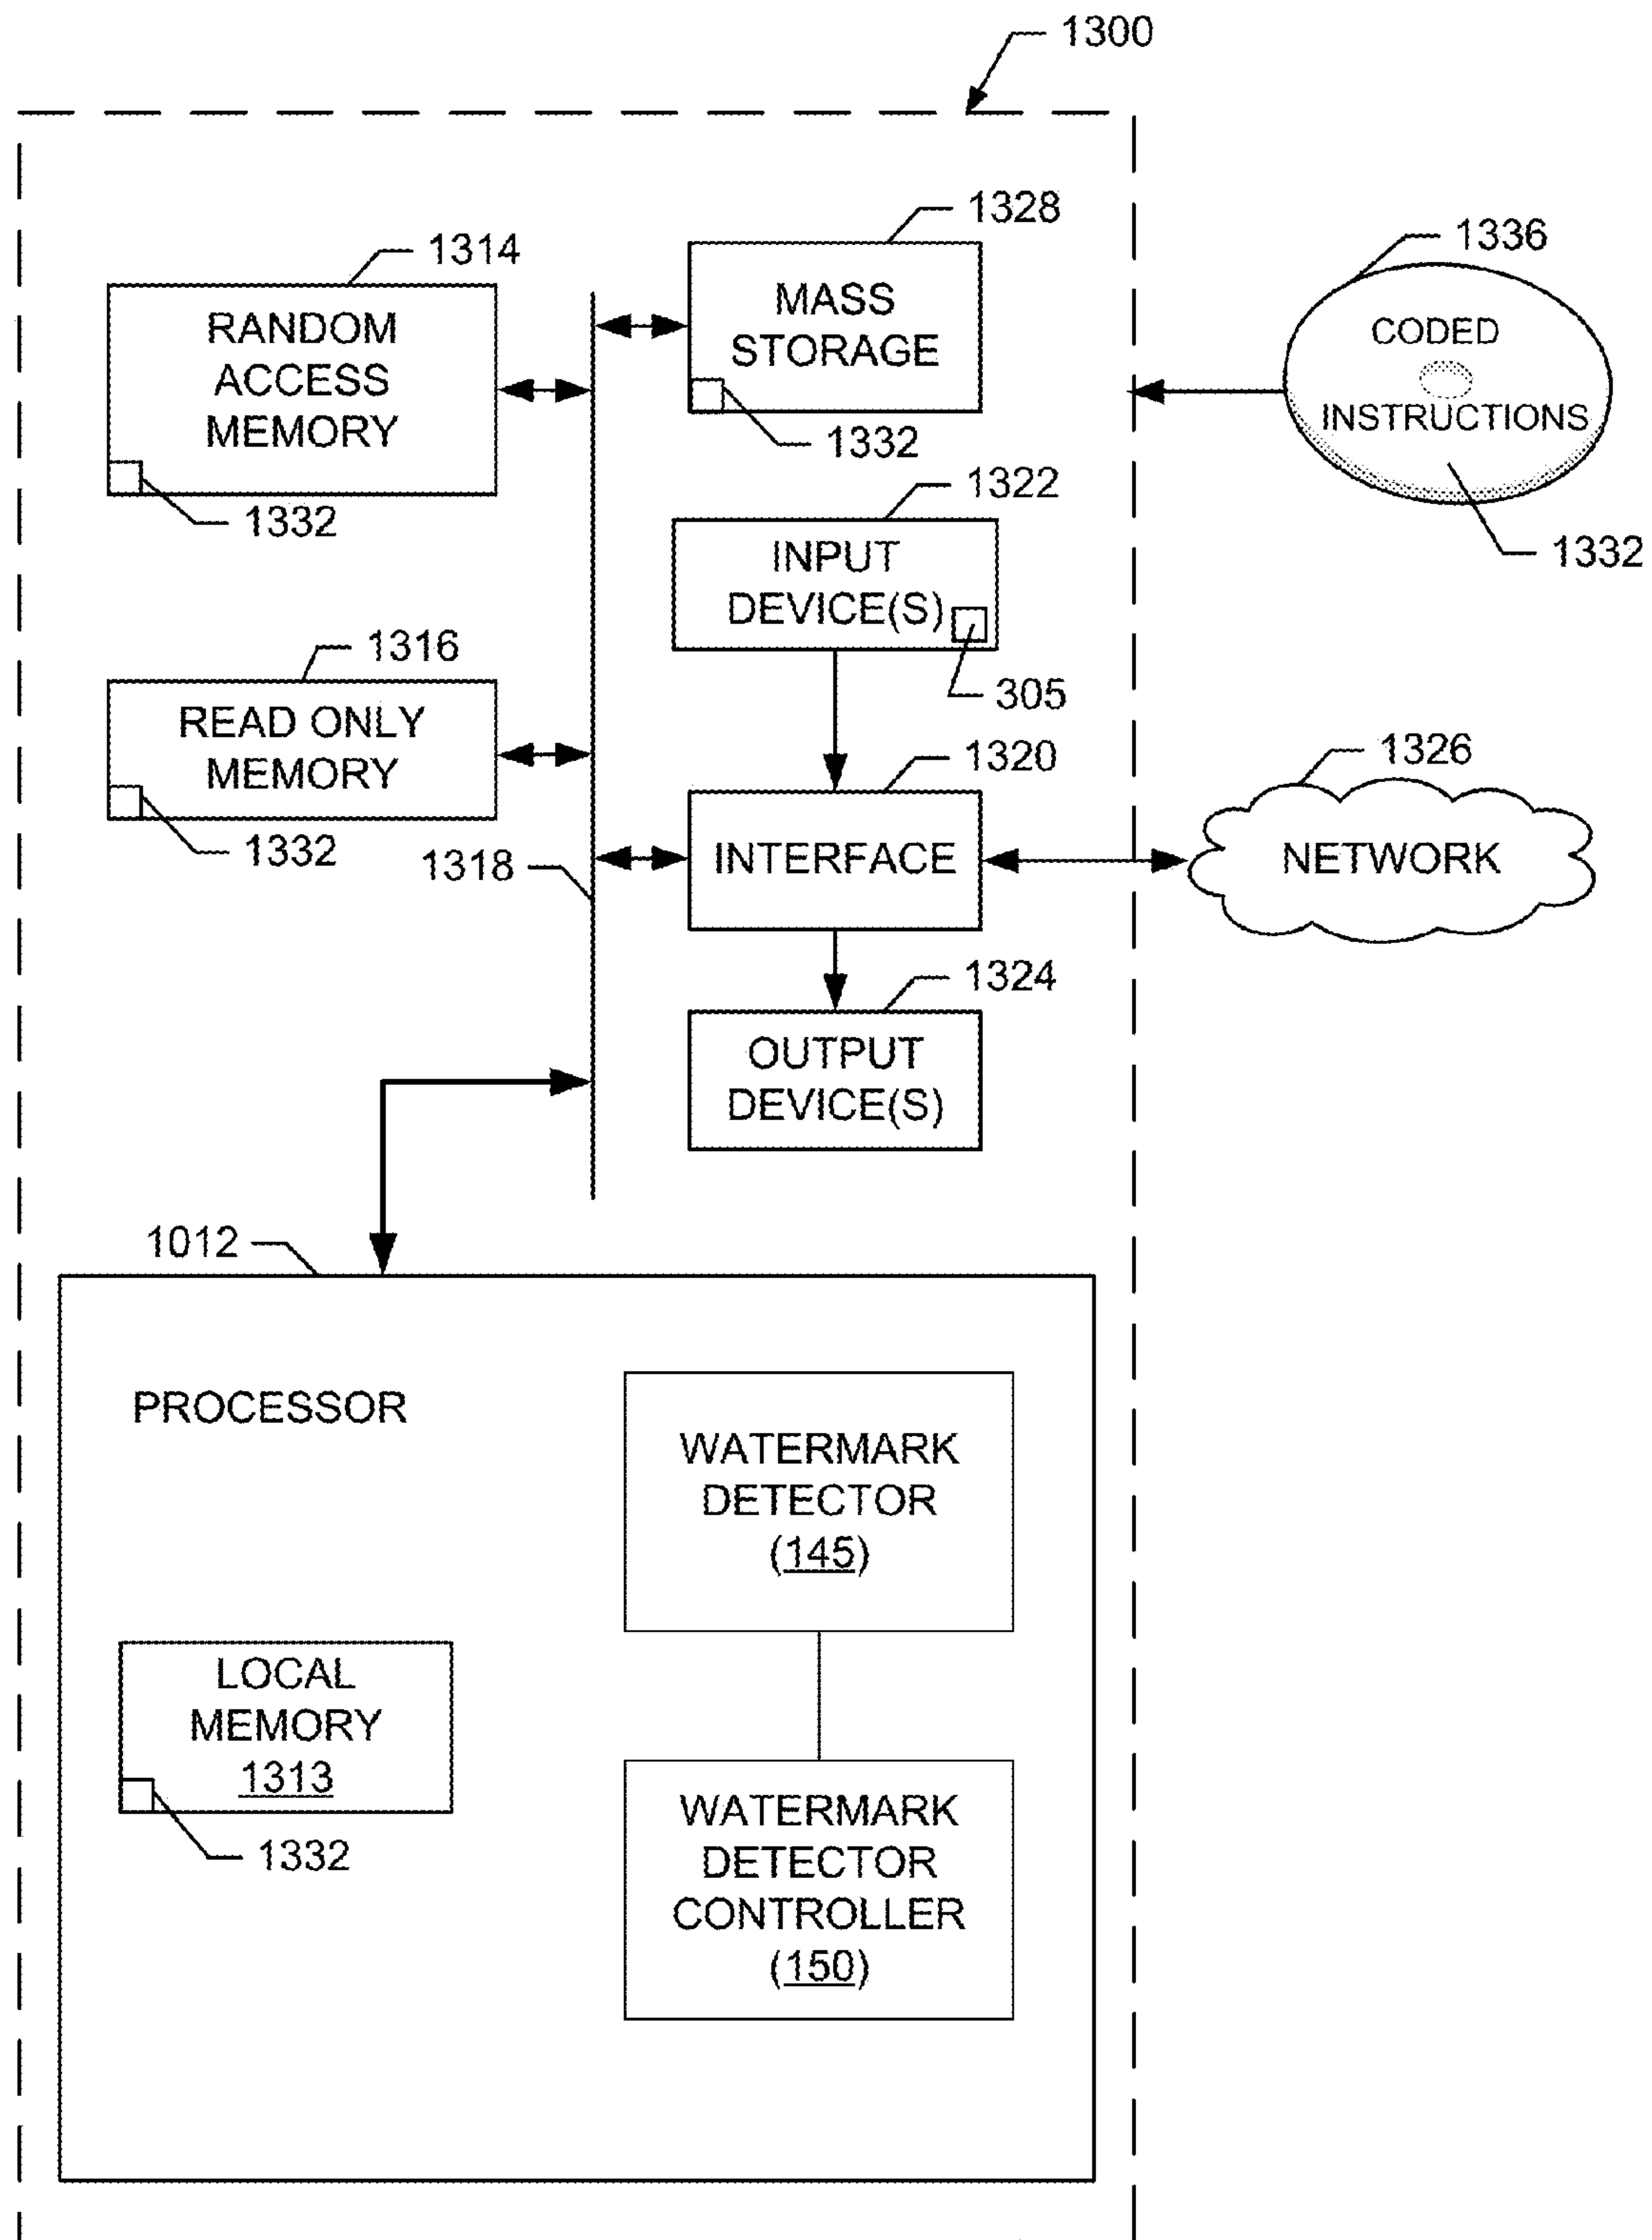 1300
1328
1314
1336
MASS
STORAGE
RANDOM
ACCESS
MEMORY
CODED
INSTRUCTIONS
1332
1332
1322
1332
INPUT
DEVICE(S)
305
1316
READ ONLY
MEMORY
1320
1326
1332
1318
INTERFACE
NETWORK
1324
OUTPUT
DEVICE(S)
1012
PROCESSOR
WATERMARK
DETECTOR
(145)
LOCAL
MEMORY
1313
1332
WATERMARK
DETECTOR
CONTROLLER
(150)